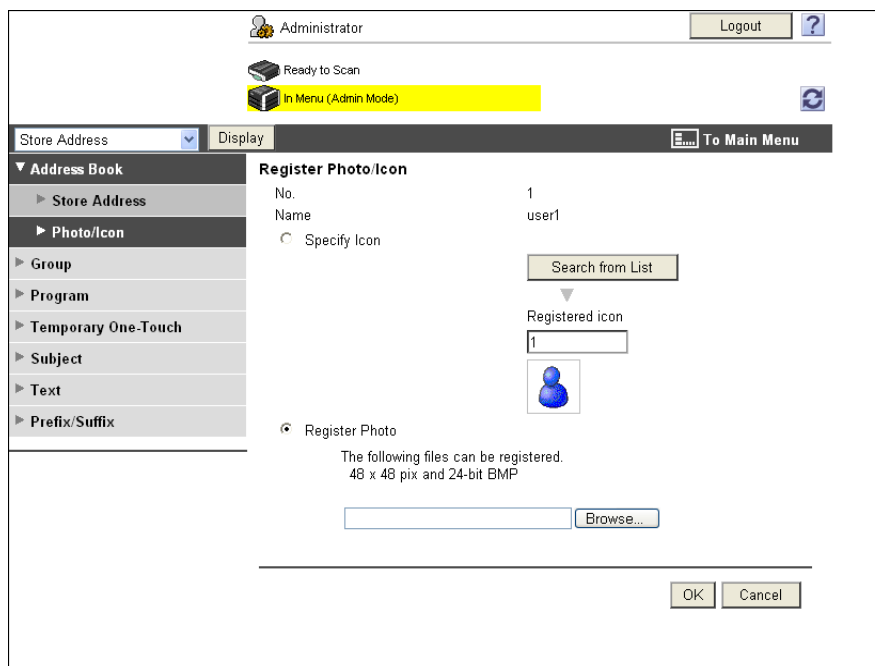 Administrator
Logout
?
Ready to Scan
In Menu (Admin Mode)
Store Address
Display
To Main Menu
Address Book
Store Address
Photo/Icon
Group
Program
Temporary One-Touch
Subject
Text
Prefix/Suffix
Register Photo/Icon
No. 1
Name user1
Specify Icon
Search from List
Registered icon
1
Register Photo
The following files can be registered.
48 x 48 pix and 24-bit BMP
Browse...
OK Cancel